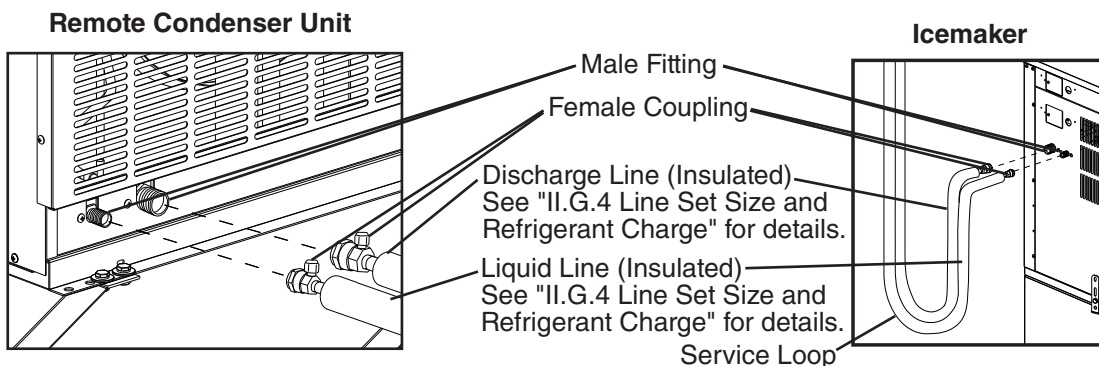 Remote Condenser Unit
Icemaker
Male Fitting
Female Coupling
Discharge Line (Insulated)
See "II.G.4 Line Set Size and
Refrigerant Charge" for details.
Liquid Line (Insulated)
See "II.G.4 Line Set Size and
Refrigerant Charge" for details.
Service Loop